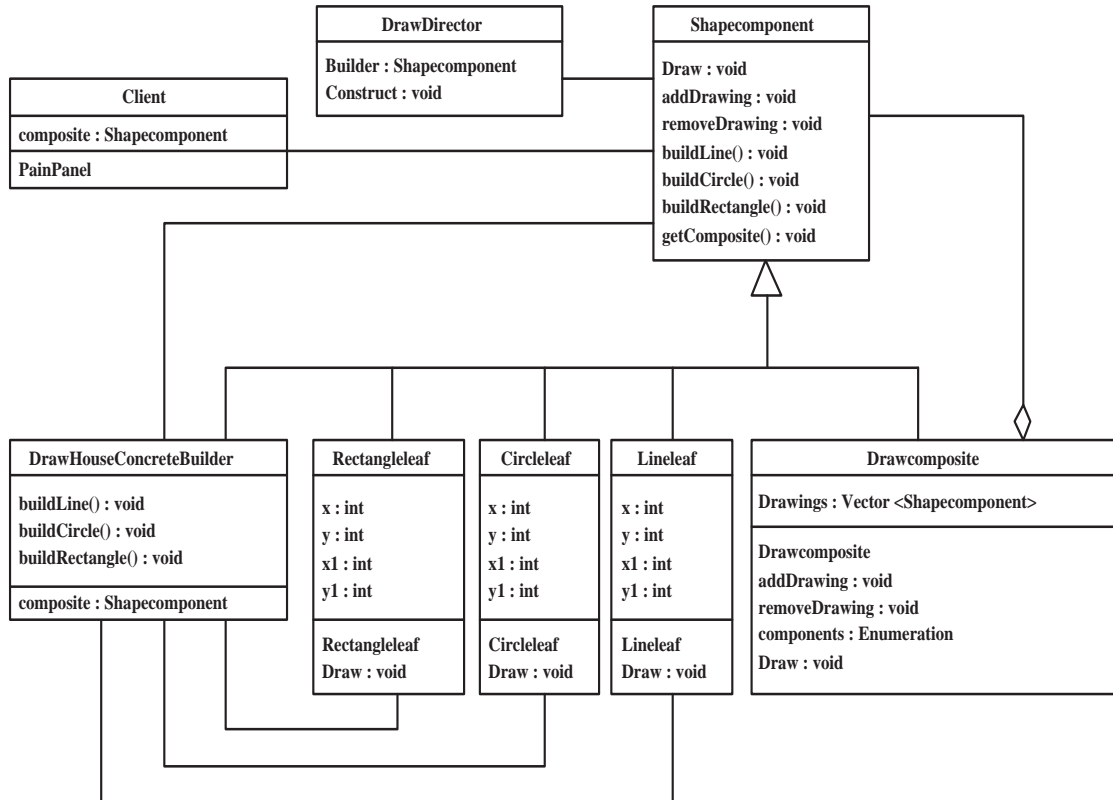 DrawDirector
Builder : Shapecomponent
Construct : void
Shapecomponent
Draw : void
addDrawing : void
removeDrawing : void
buildLine() : void
buildCircle() : void
buildRectangle() : void
getComposite() : void
Client
composite : Shapecomponent
PainPanel
DrawHouseConcreteBuilder
buildLine() : void
buildCircle() : void
buildRectangle() : void
composite : Shapecomponent
Rectangleleaf
x : int
y : int
x1 : int
y1 : int
Rectangleleaf
Draw : void
Circleleaf
x : int
y : int
x1 : int
y1 : int
Circleleaf
Draw : void
Lineleaf
x : int
y : int
x1 : int
y1 : int
Lineleaf
Draw : void
Drawcomposite
Drawings : Vector <Shapecomponent>
Drawcomposite
addDrawing : void
removeDrawing : void
components : Enumeration
Draw : void